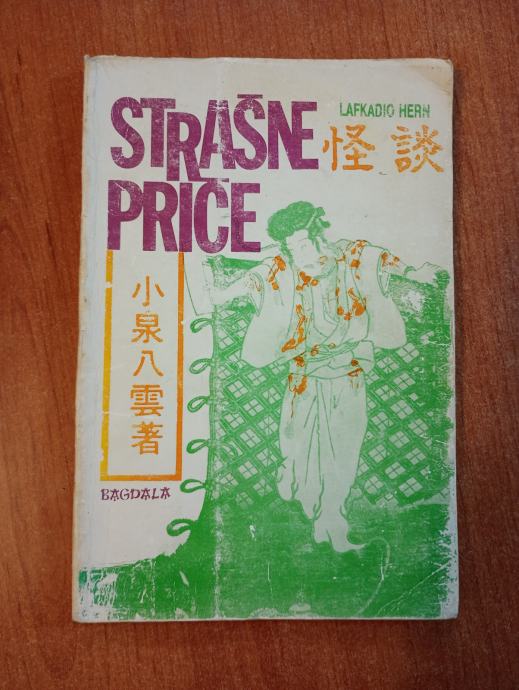 LAFKADIO HERN
STRAŠNE
怪談
PRIČE
小泉八雲著
BAGDALA